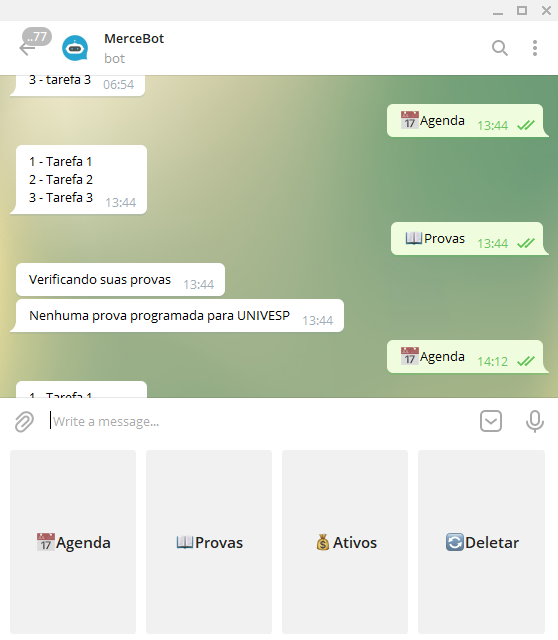 ..77
MerceBot
bot
3 - tarefa 3 06:54
📅Agenda 13:44
1 - Tarefa 1
2 - Tarefa 2
3 - Tarefa 3 13:44
📖Provas 13:44
Verificando suas provas 13:44
Nenhuma prova programada para UNIVESP 13:44
📅Agenda 14:12
1 - Tarefa 1
Write a message...
📅Agenda 📖Provas 💰Ativos 🔄Deletar